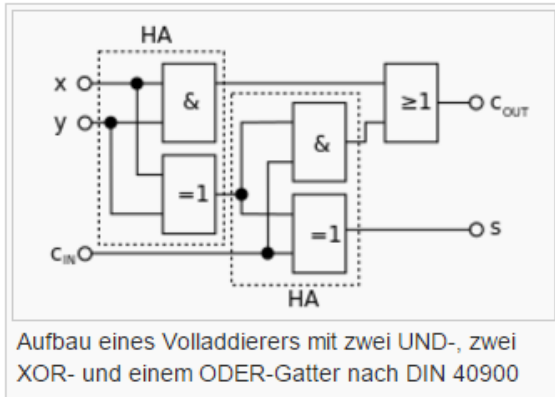 HA
x
&
≥1
c_OUT
y
&
=1
=1
s
c_IN
HA
Aufbau eines Volladdierers mit zwei UND-, zwei
XOR- und einem ODER-Gatter nach DIN 40900